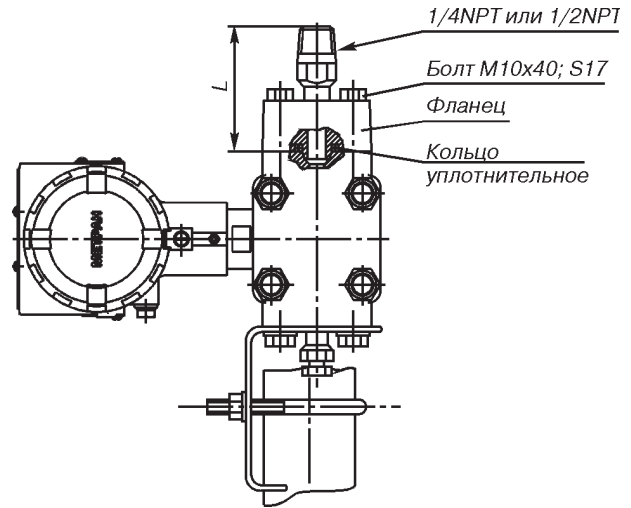 1/4NPT или 1/2NPT
Болт М10х40; S17
Фланец
L
Кольцо
уплотнительное
МЕТРАН